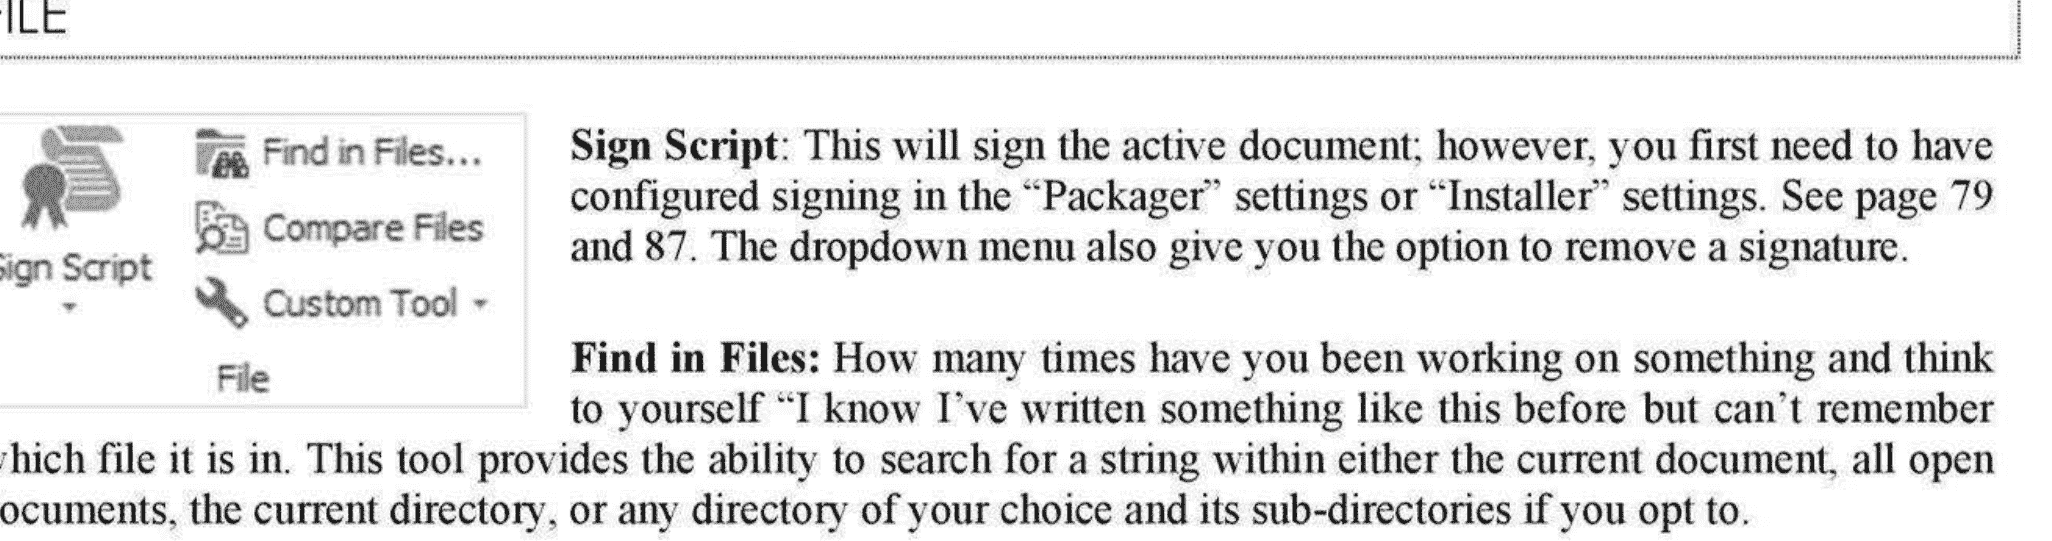 FILE
Find in Files...
Compare Files
Sign Script
Custom Tool
File
Sign Script: This will sign the active document; however, you first need to have
configured signing in the “Packager” settings or “Installer” settings. See page 79
and 87. The dropdown menu also give you the option to remove a signature.
Find in Files: How many times have you been working on something and think
to yourself “I know I’ve written something like this before but can’t remember
which file it is in. This tool provides the ability to search for a string within either the current document, all open
documents, the current directory, or any directory of your choice and its sub-directories if you opt to.